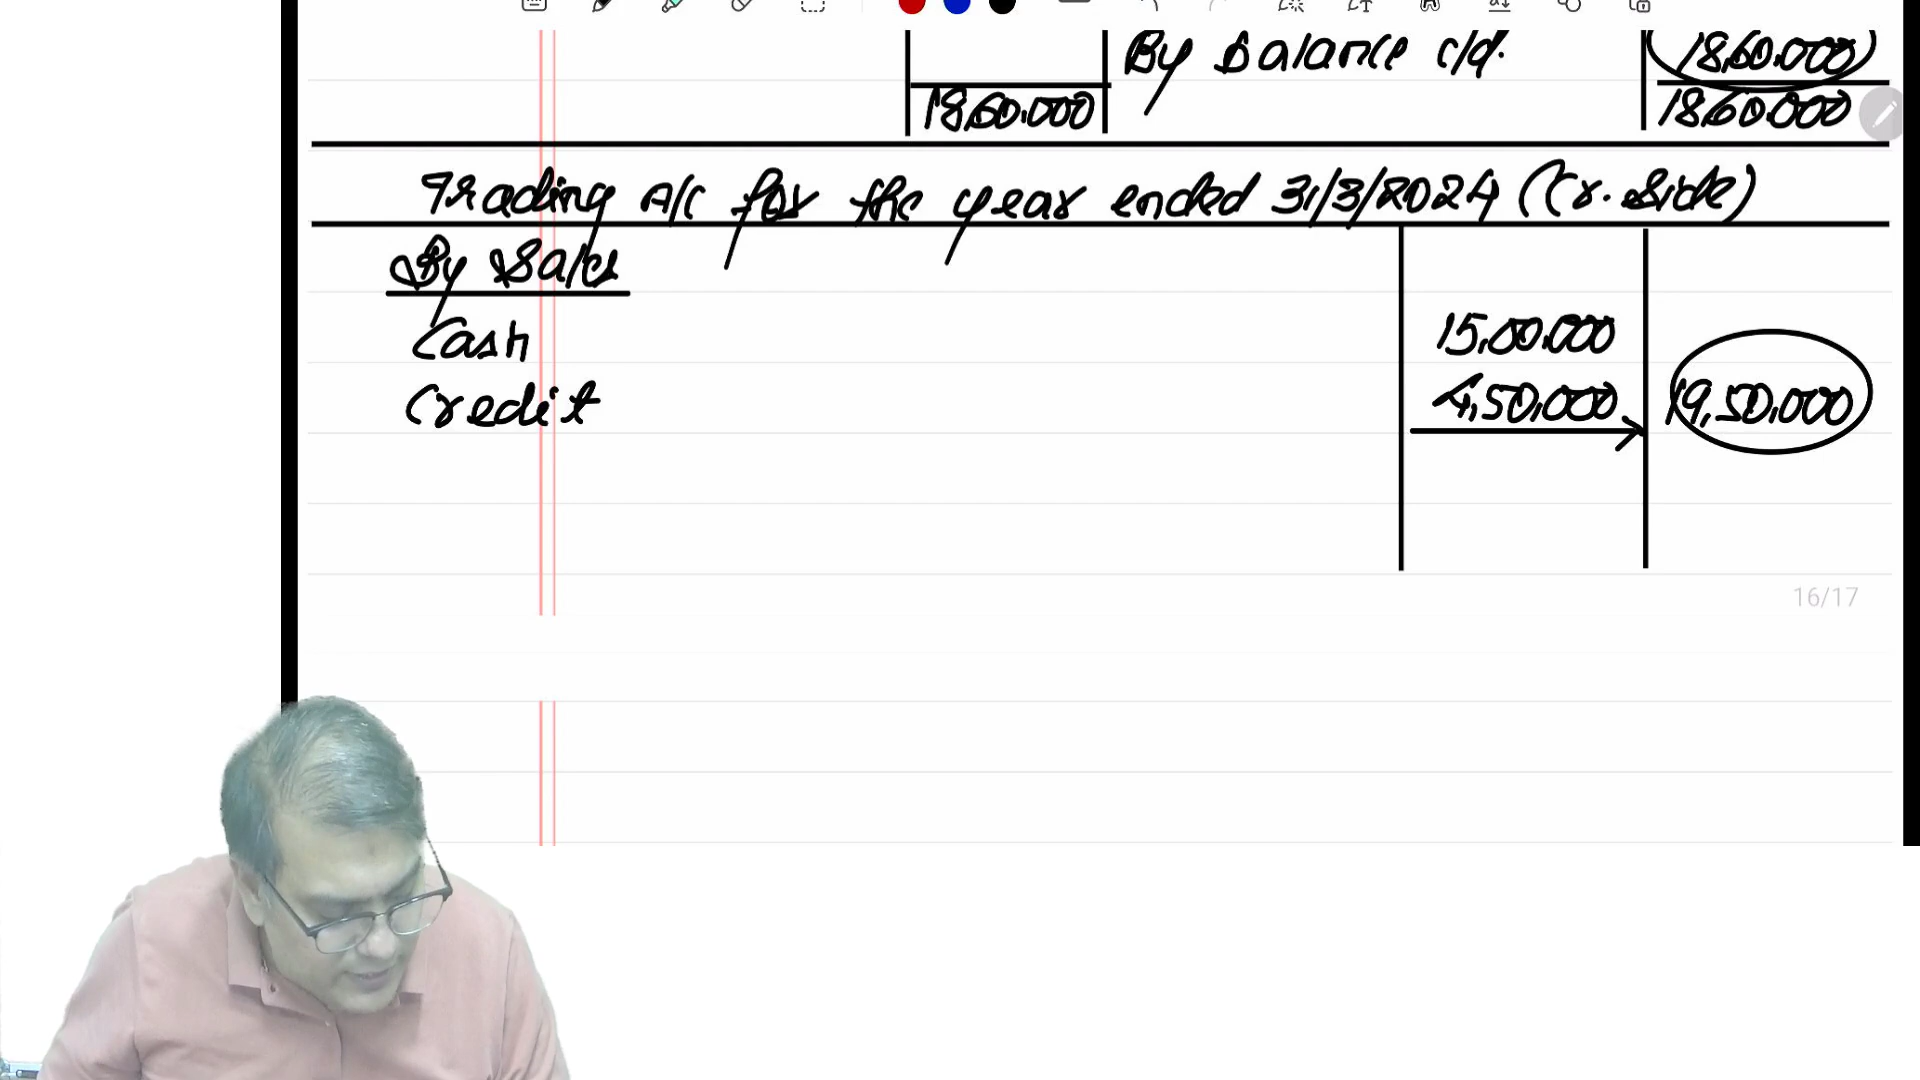 By balance c/d. 18,60,000
18,60,000 18,60,000
Trading A/c for the year ended 31/3/2024 (Cr. Side)
By Sales
Cash 15,00,000
Credit 4,50,000 19,50,000
16/17